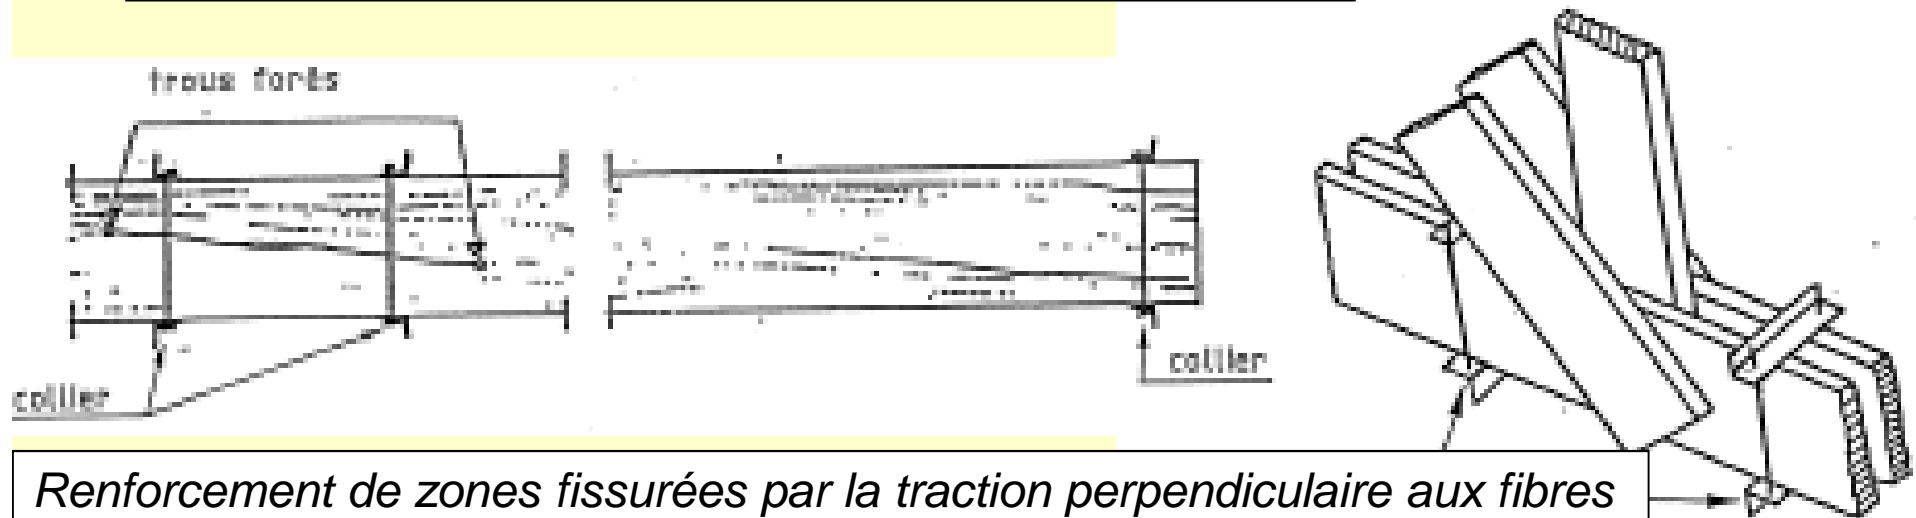 trous forés
collier
collier
Renforcement de zones fissurées par la traction perpendiculaire aux fibres